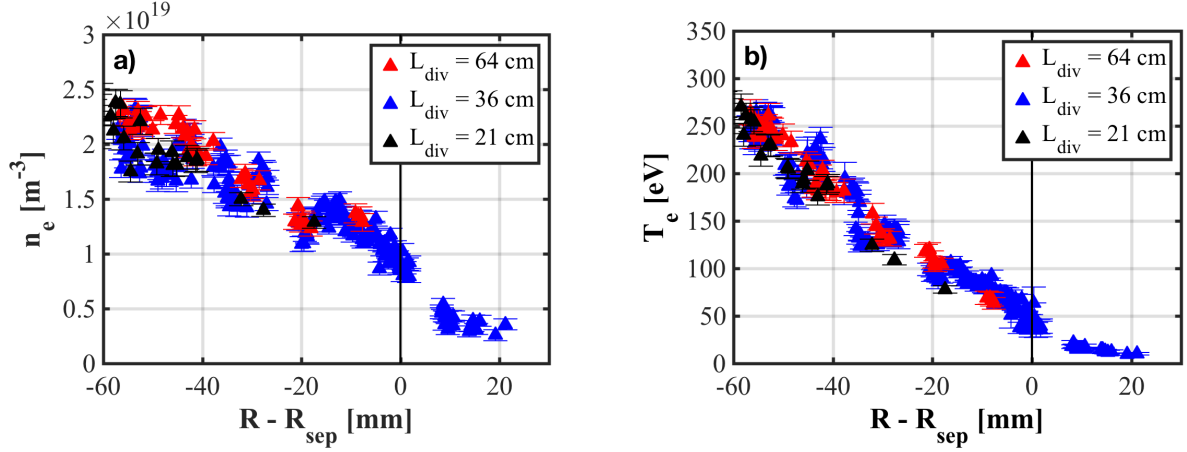 ×10^19
3
2.5
2
1.5
1
0.5
0
n_e [m^-3]
a)
L_div = 64 cm
L_div = 36 cm
L_div = 21 cm
-60 -40 -20 0 20
R - R_sep [mm]
350
300
250
200
150
100
50
0
T_e [eV]
b)
L_div = 64 cm
L_div = 36 cm
L_div = 21 cm
-60 -40 -20 0 20
R - R_sep [mm]